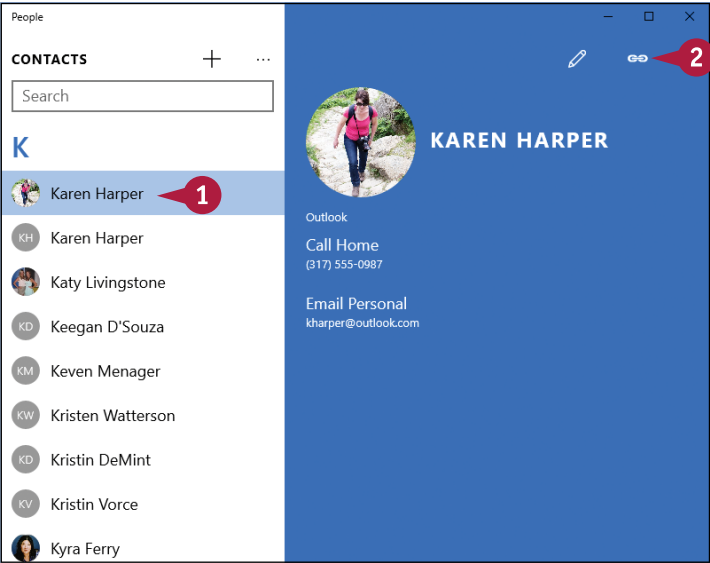 People
CONTACTS
Search
K
Karen Harper
1
KH
Karen Harper
Katy Livingstone
KD
Keegan D'Souza
KM
Keven Menager
KW
Kristen Watterson
KD
Kristin DeMint
KV
Kristin Vorce
Kyra Ferry
2
KAREN HARPER
Outlook
Call Home
(317) 555-0987
Email Personal
kharper@outlook.com